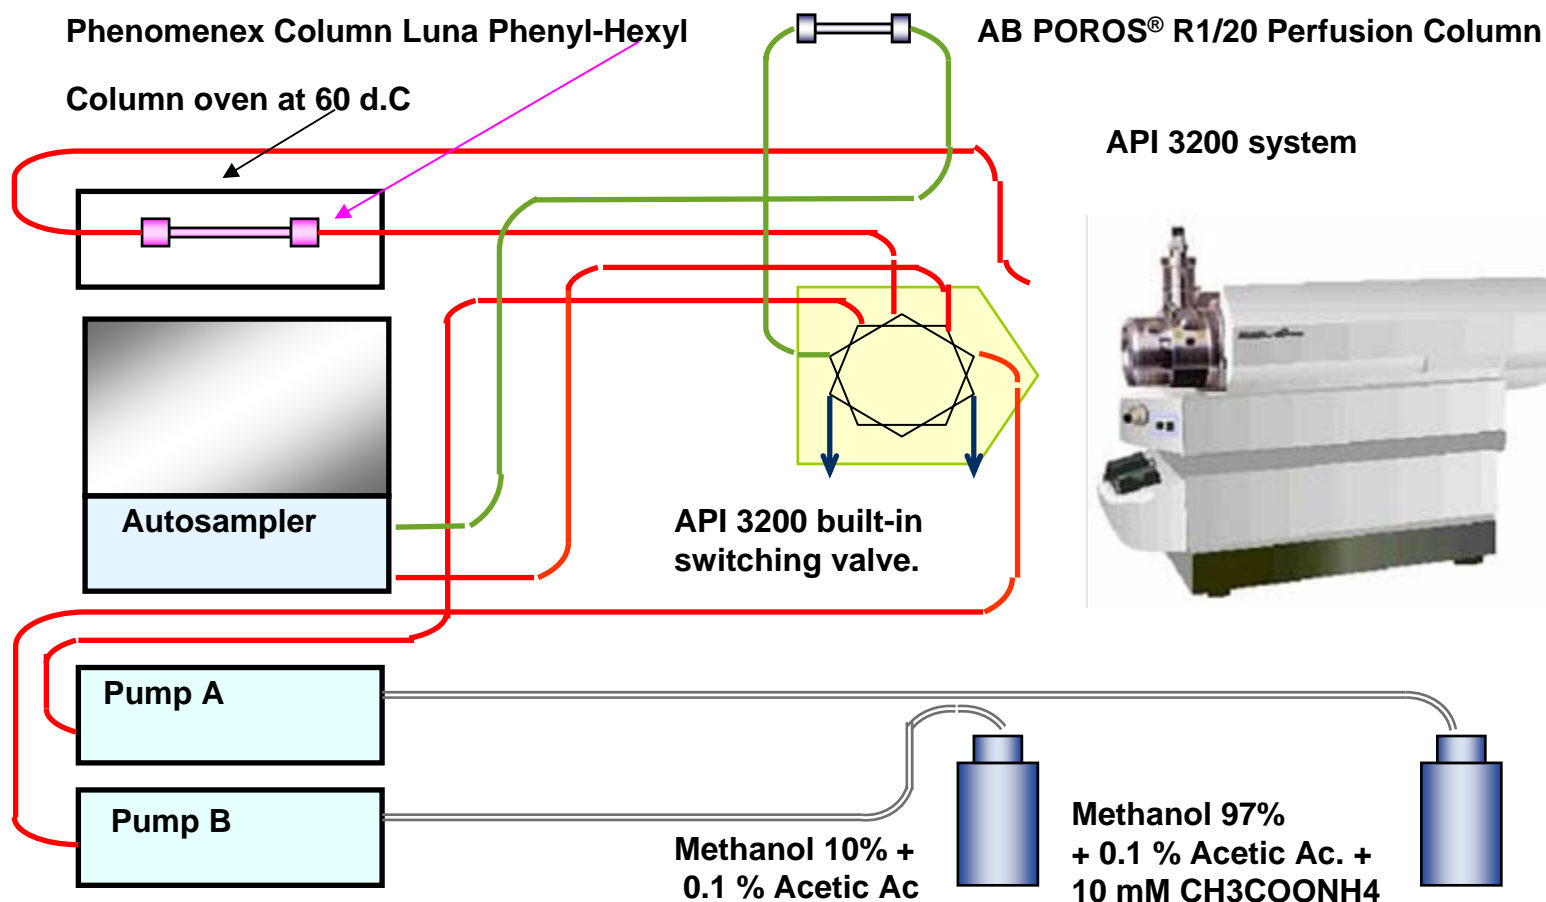 Phenomenex Column Luna Phenyl-Hexyl
AB POROS® R1/20 Perfusion Column
Column oven at 60 d.C
API 3200 system
Autosampler
API 3200 built-in
switching valve.
Pump A
Pump B
Methanol 10% +
0.1 % Acetic Ac
Methanol 97%
+ 0.1 % Acetic Ac. +
10 mM CH3COONH4